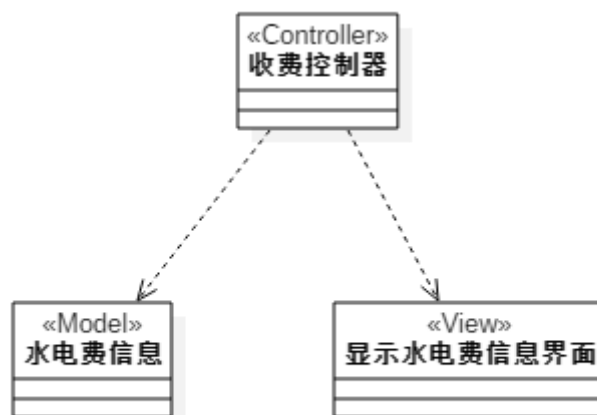 «Controller»
收费控制器
«Model»
水电费信息
«View»
显示水电费信息界面